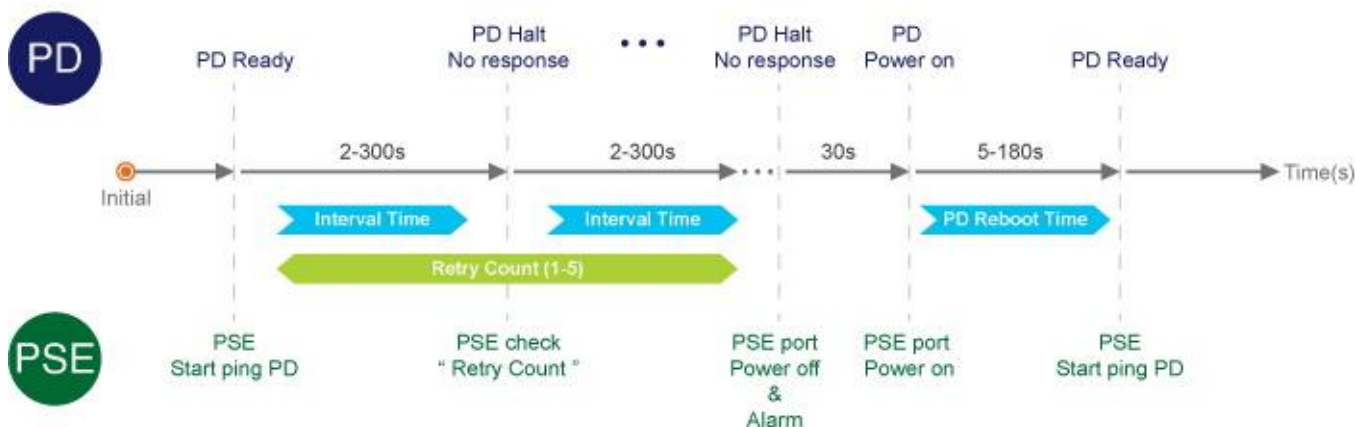 PD
PD Ready
PD Halt
No response
• • •
PD Halt
No response
PD
Power on
PD Ready
2-300s
2-300s
30s
5-180s
Initial
Time(s)
Interval Time
Interval Time
PD Reboot Time
Retry Count (1-5)
PSE
PSE
Start ping PD
PSE check
“ Retry Count ”
PSE port
Power off
&
Alarm
PSE port
Power on
PSE
Start ping PD